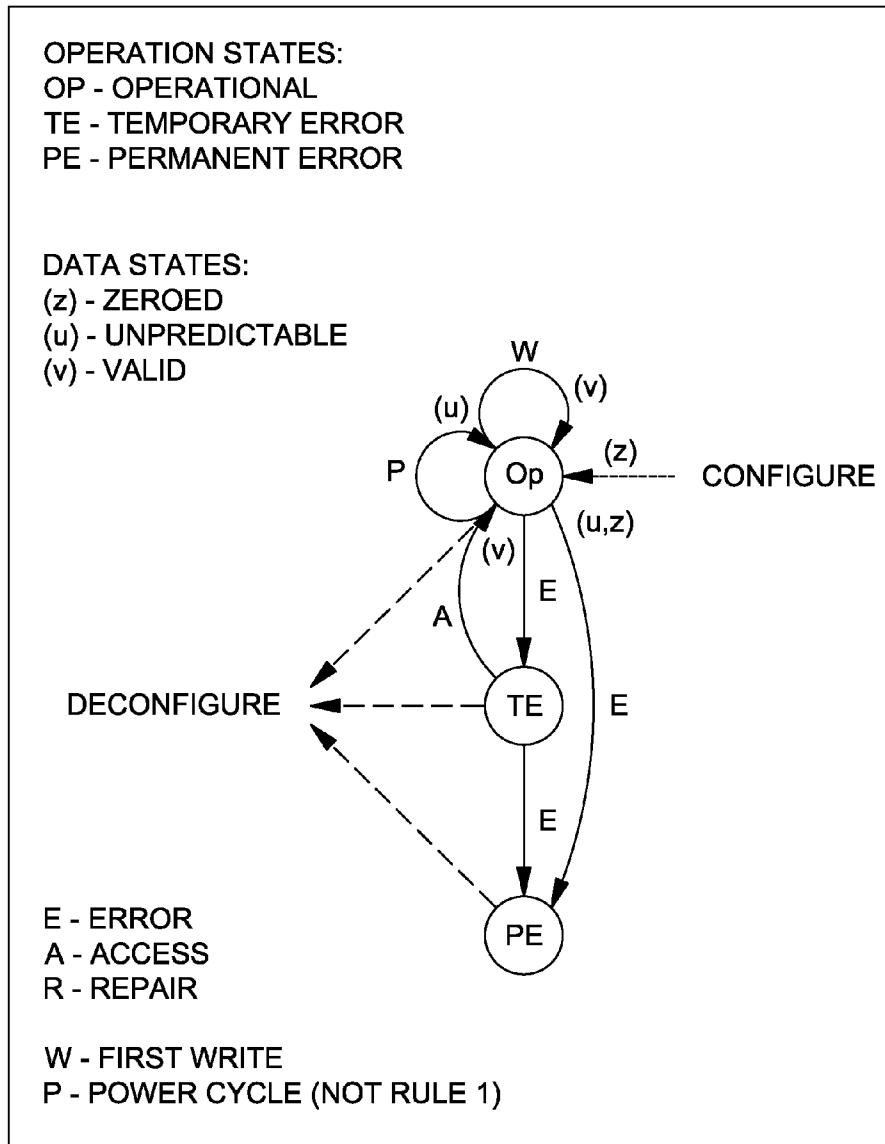 OPERATION STATES:
OP - OPERATIONAL
TE - TEMPORARY ERROR
PE - PERMANENT ERROR
DATA STATES:
(z) - ZEROED
(u) - UNPREDICTABLE
(v) - VALID
W
(u)
(v)
P
Op
(z)
CONFIGURE
(v)
(u,z)
A
E
DECONFIGURE
TE
E
E
PE
E - ERROR
A - ACCESS
R - REPAIR
W - FIRST WRITE
P - POWER CYCLE (NOT RULE 1)